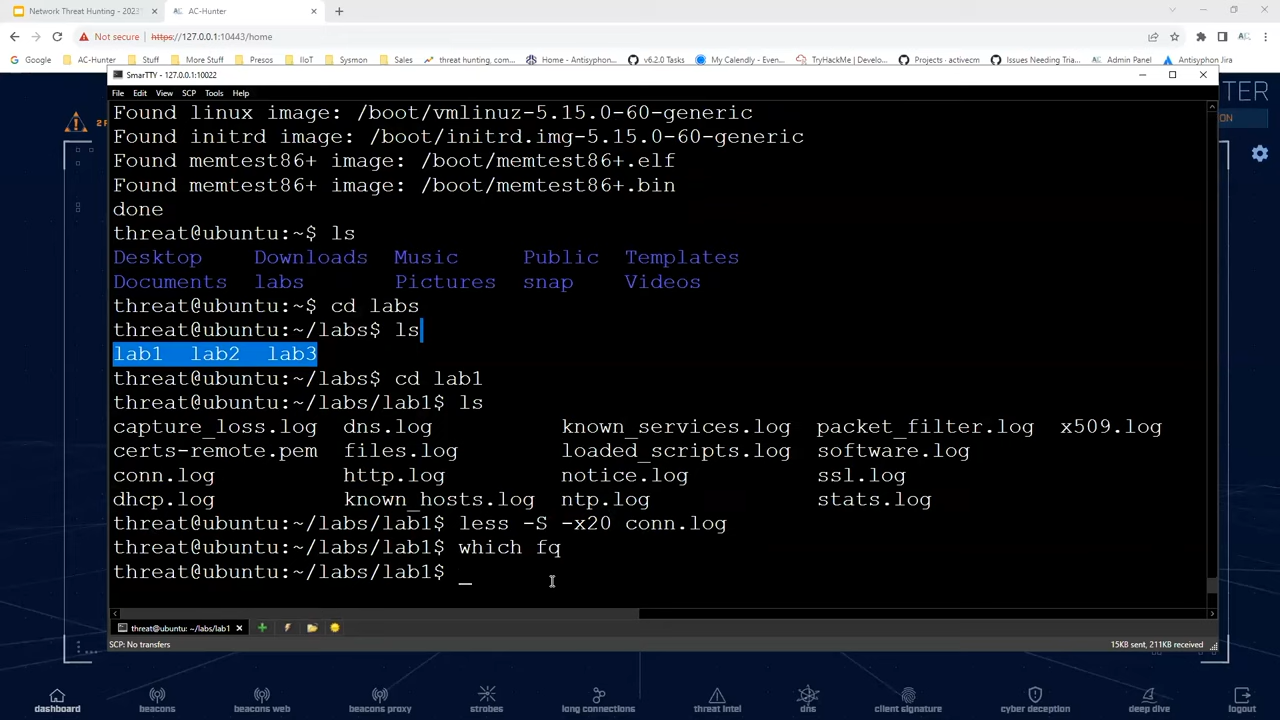 Network Threat Hunting - 2023
AC-Hunter
Not secure
https://127.0.0.1:10443/home
Google AC-Hunter Stuff More Stuff Presos IIoT Sysmon Sales threat hunting, com... Home - Antisyphon... v6.2.0 Tasks My Calendly - Even... TryHackMe | Develo... Projects · activecm Issues Needing Tria... Admin Panel Antisyphon Jira
SmarTTY - 127.0.0.1:10022
File Edit View SCP Tools Help
TER
ON
Found linux image: /boot/vmlinuz-5.15.0-60-generic
Found initrd image: /boot/initrd.img-5.15.0-60-generic
Found memtest86+ image: /boot/memtest86+.elf
Found memtest86+ image: /boot/memtest86+.bin
done
threat@ubuntu:~$ ls
Desktop Downloads Music Public Templates
Documents labs Pictures snap Videos
threat@ubuntu:~$ cd labs
threat@ubuntu:~/labs$ ls
lab1 lab2 lab3
threat@ubuntu:~/labs$ cd lab1
threat@ubuntu:~/labs/lab1$ ls
capture_loss.log dns.log known_services.log packet_filter.log x509.log
certs-remote.pem files.log loaded_scripts.log software.log
conn.log http.log notice.log ssl.log
dhcp.log known_hosts.log ntp.log stats.log
threat@ubuntu:~/labs/lab1$ less -S -x20 conn.log
threat@ubuntu:~/labs/lab1$ which fq
threat@ubuntu:~/labs/lab1$ _
threat@ubuntu: ~/labs/lab1
SCP: No transfers
15KB sent, 211KB received
dashboard beacons beacons web beacons proxy strobes long connections threat intel dns client signature cyber deception deep dive logout